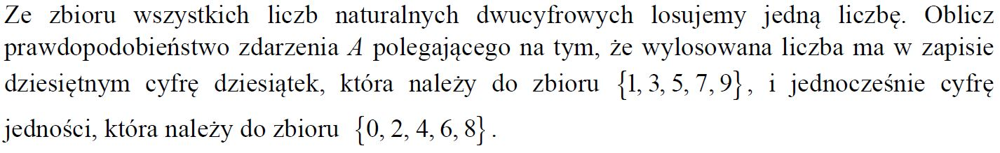 Ze zbioru wszystkich liczb naturalnych dwucyfrowych losujemy jedną liczbę. Oblicz
prawdopodobieństwo zdarzenia A polegającego na tym, że wylosowana liczba ma w zapisie
dziesiętnym cyfrę dziesiątek, która należy do zbioru {1, 3, 5, 7, 9}, i jednocześnie cyfrę
jedności, która należy do zbioru {0, 2, 4, 6, 8}.